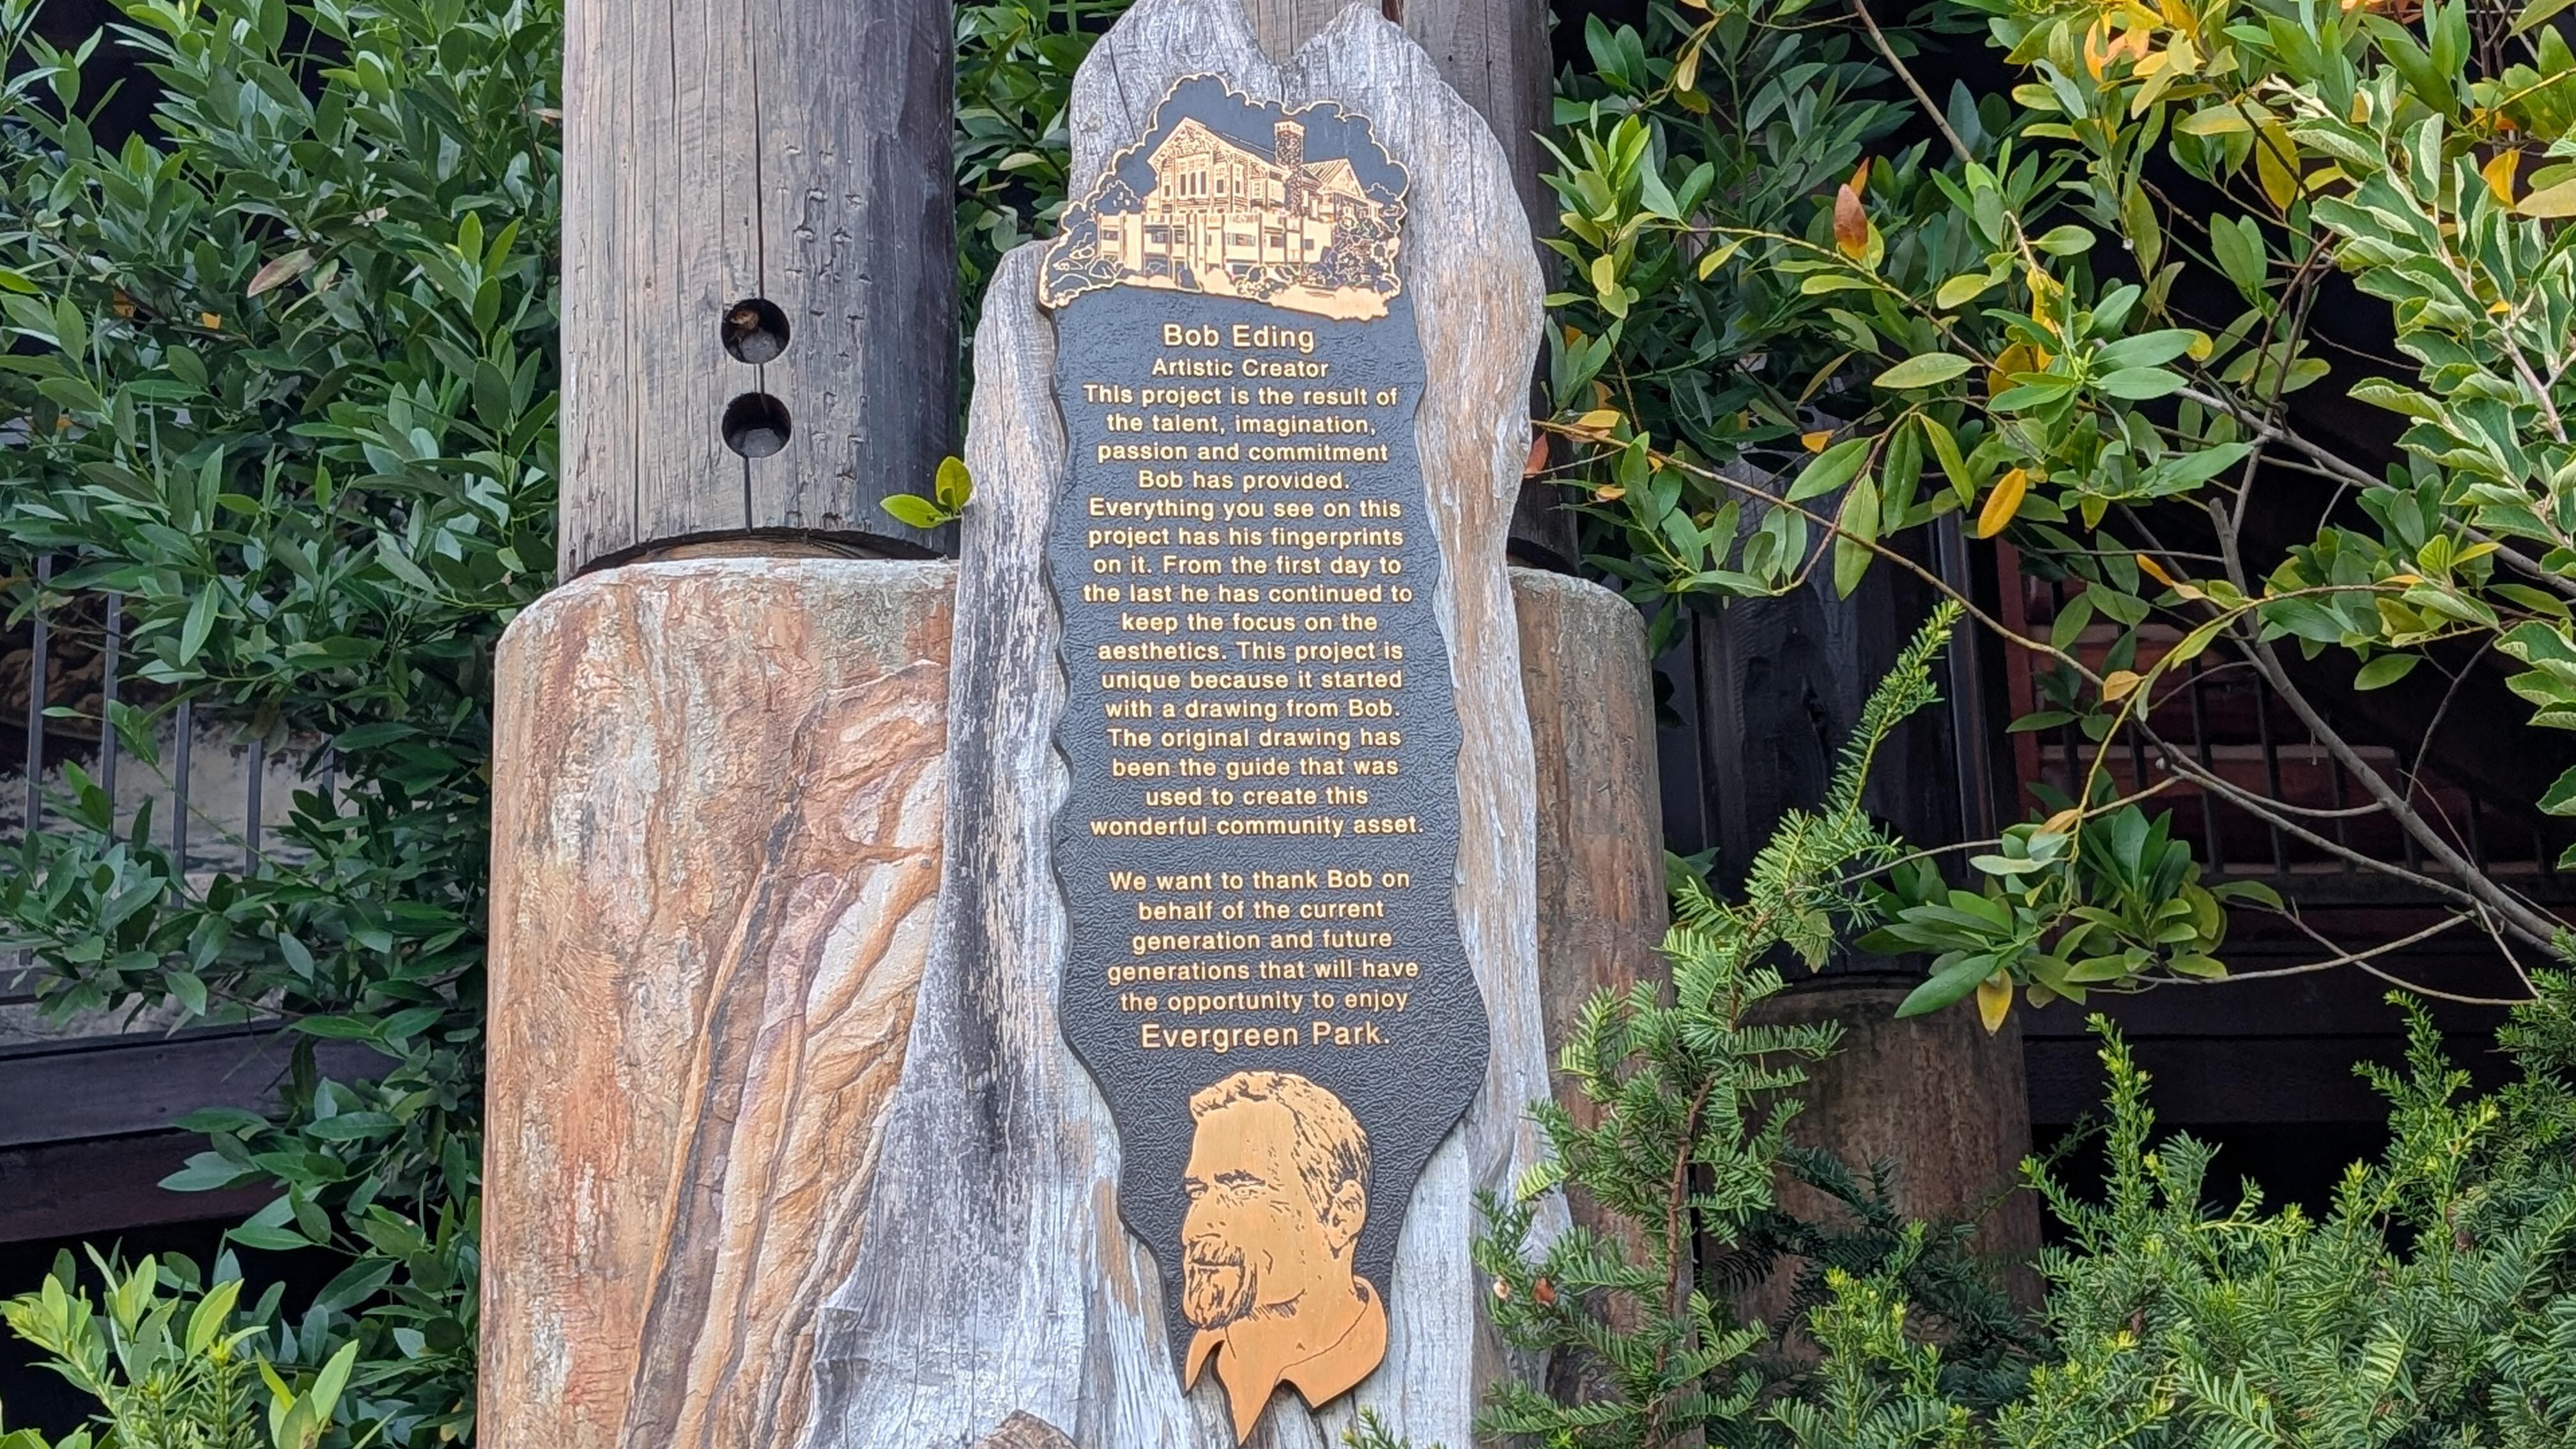 Bob Eding
Artistic Creator
This project is the result of
the talent, imagination,
passion and commitment
Bob has provided.
Everything you see on this
project has his fingerprints
on it. From the first day to
the last he has continued to
keep the focus on the
aesthetics. This project is
unique because it started
with a drawing from Bob.
The original drawing has
been the guide that was
used to create this
wonderful community asset.
We want to thank Bob on
behalf of the current
generation and future
generations that will have
the opportunity to enjoy
Evergreen Park.